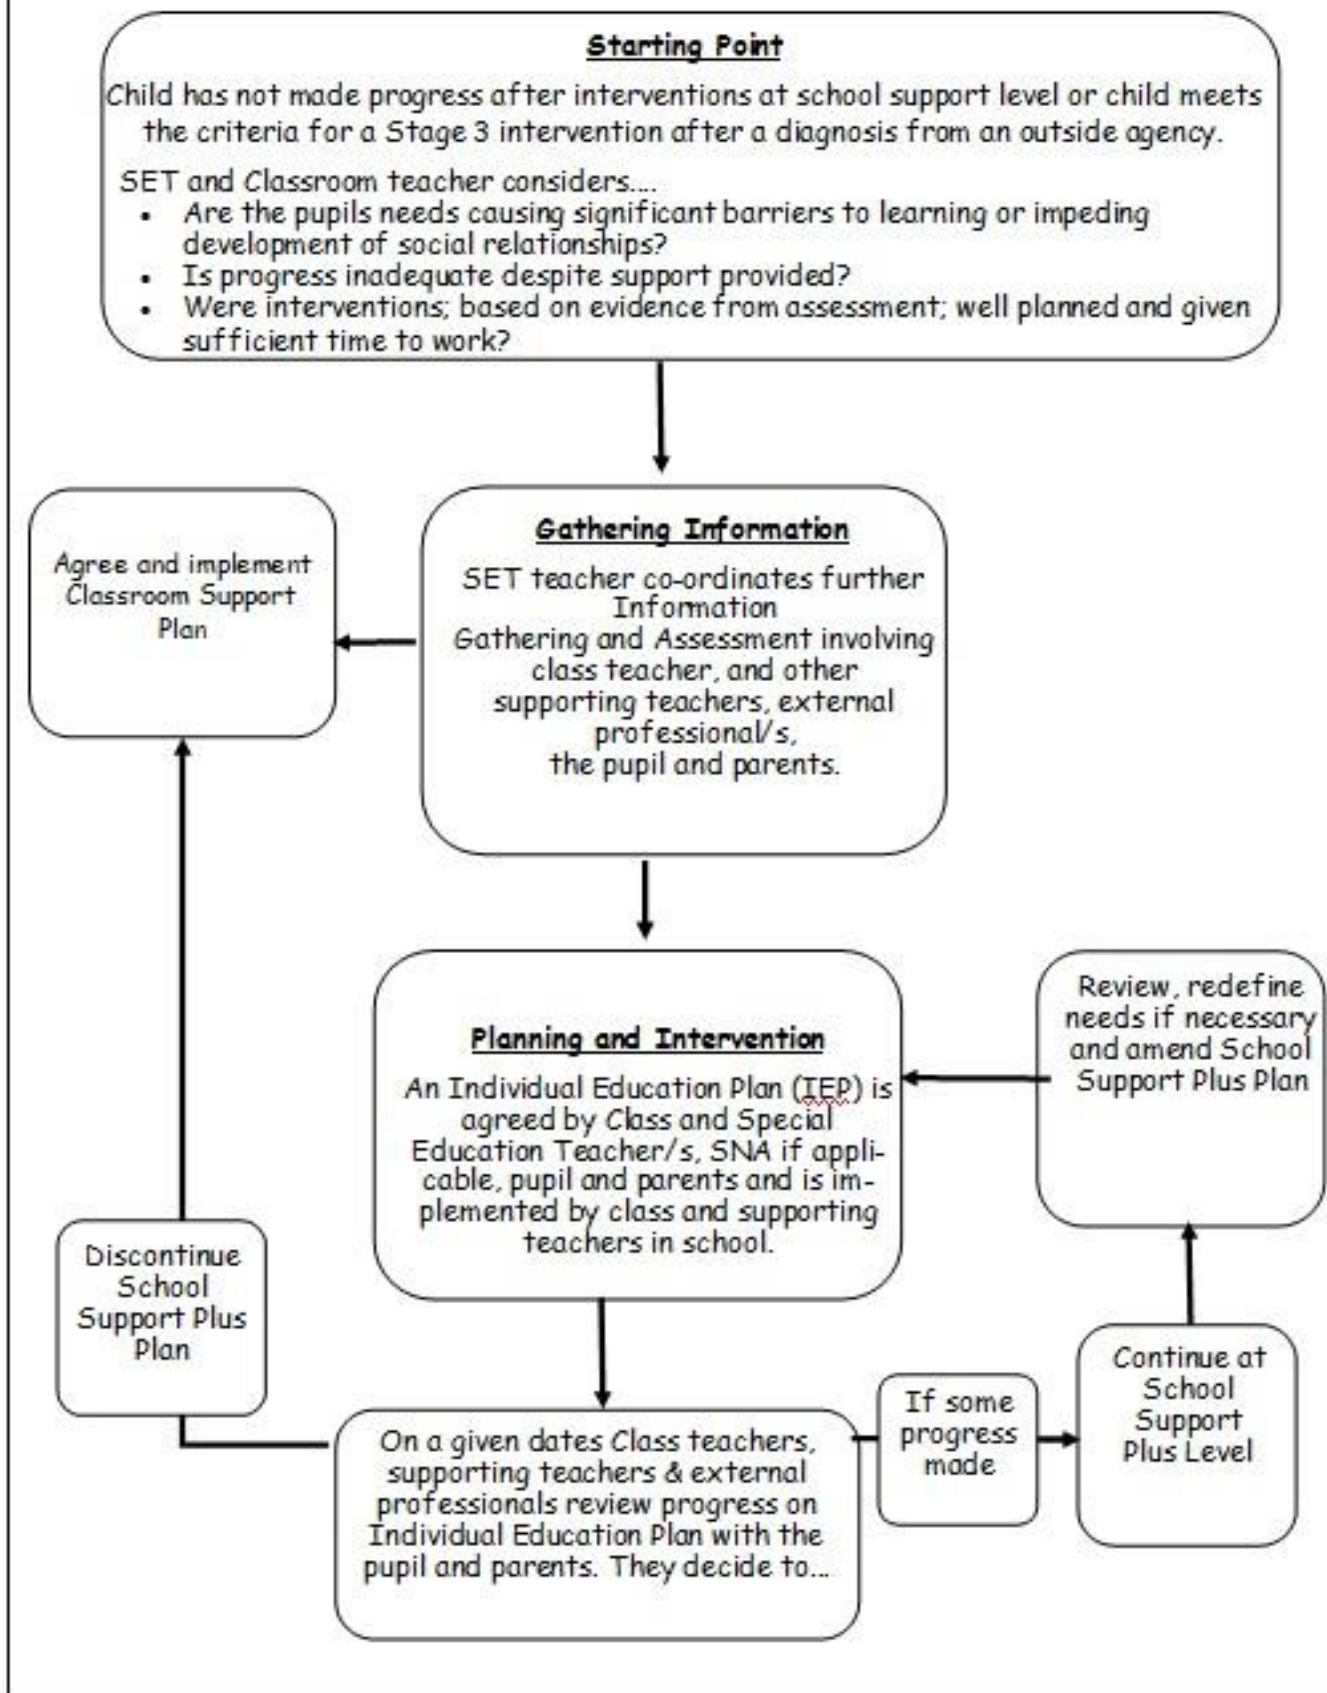 Starting Point
Child has not made progress after interventions at school support level or child meets
the criteria for a Stage 3 intervention after a diagnosis from an outside agency.
SET and Classroom teacher considers....
• Are the pupils needs causing significant barriers to learning or impeding
development of social relationships?
• Is progress inadequate despite support provided?
• Were interventions; based on evidence from assessment; well planned and given
sufficient time to work?
Agree and implement
Classroom Support
Plan
Gathering Information
SET teacher co-ordinates further
Information
Gathering and Assessment involving
class teacher, and other
supporting teachers, external
professional/s,
the pupil and parents.
Planning and Intervention
An Individual Education Plan (IEP) is
agreed by Class and Special
Education Teacher/s, SNA if appli-
cable, pupil and parents and is im-
plemented by class and supporting
teachers in school.
Review, redefine
needs if necessary
and amend School
Support Plus Plan
Discontinue
School
Support Plus
Plan
On a given dates Class teachers,
supporting teachers & external
professionals review progress on
Individual Education Plan with the
pupil and parents. They decide to...
If some
progress
made
Continue at
School
Support
Plus Level